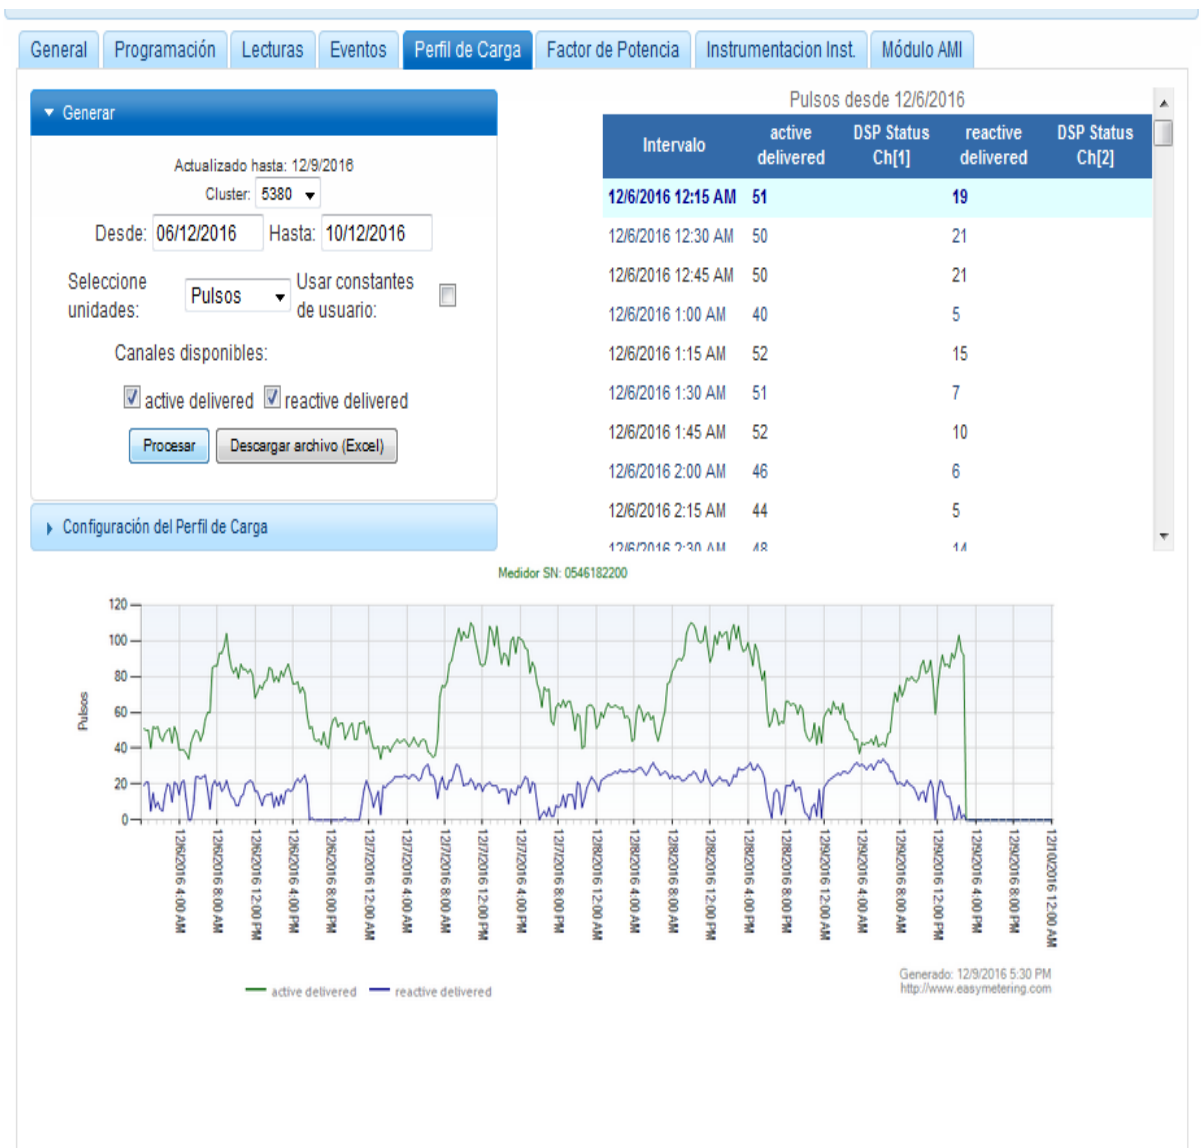 General Programación Lecturas Eventos Perfil de Carga Factor de Potencia Instrumentacion Inst. Módulo AMI
Generar
Actualizado hasta: 12/9/2016
Cluster: 5380
Desde: 06/12/2016 Hasta: 10/12/2016
Seleccione unidades: Pulsos Usar constantes de usuario:
Canales disponibles:
active delivered reactive delivered
Procesar Descargar archivo (Excel)
Configuración del Perfil de Carga
Pulsos desde 12/6/2016
Intervalo active delivered DSP Status Ch[1] reactive delivered DSP Status Ch[2]
12/6/2016 12:15 AM 51 19
12/6/2016 12:30 AM 50 21
12/6/2016 12:45 AM 50 21
12/6/2016 1:00 AM 40 5
12/6/2016 1:15 AM 52 15
12/6/2016 1:30 AM 51 7
12/6/2016 1:45 AM 52 10
12/6/2016 2:00 AM 46 6
12/6/2016 2:15 AM 44 5
12/6/2016 2:30 AM 48 14
Medidor SN: 0546182200
Pulsos
120
100
80
60
40
20
0
12/6/2016 4:00 AM
12/6/2016 8:00 AM
12/6/2016 12:00 PM
12/6/2016 4:00 PM
12/6/2016 8:00 PM
12/7/2016 12:00 AM
12/7/2016 4:00 AM
12/7/2016 8:00 AM
12/7/2016 12:00 PM
12/7/2016 4:00 PM
12/7/2016 8:00 PM
12/8/2016 12:00 AM
12/8/2016 4:00 AM
12/8/2016 8:00 AM
12/8/2016 12:00 PM
12/8/2016 4:00 PM
12/8/2016 8:00 PM
12/9/2016 12:00 AM
12/9/2016 4:00 AM
12/9/2016 8:00 AM
12/9/2016 12:00 PM
12/9/2016 4:00 PM
12/9/2016 8:00 PM
12/10/2016 12:00 AM
active delivered reactive delivered
Generado: 12/9/2016 5:30 PM
http://www.easymetering.com